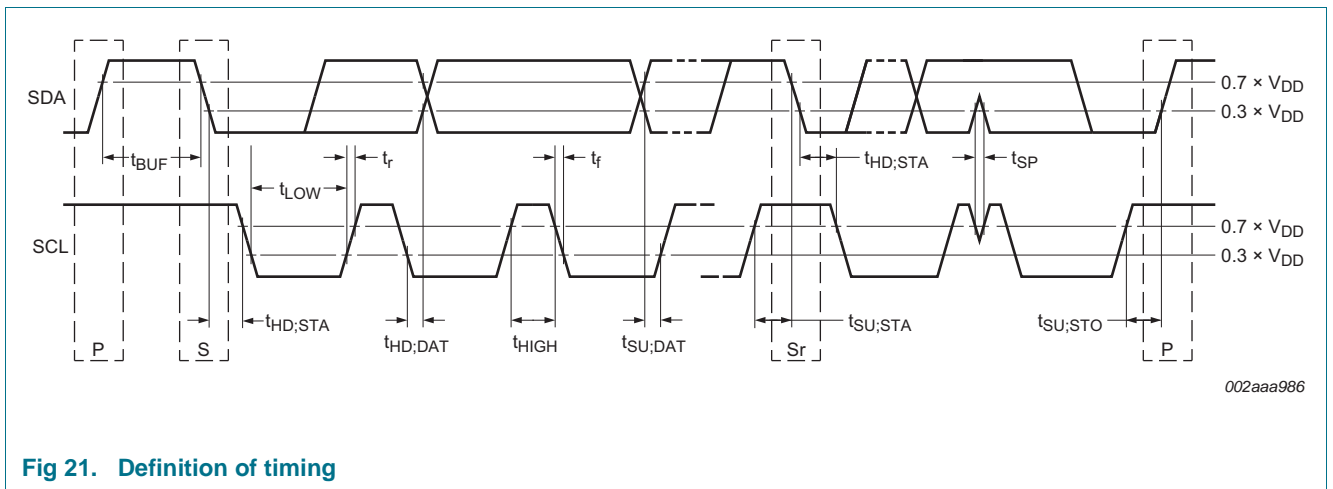 SDA
0.7 × VDD
0.3 × VDD
tBUF
tr
tf
tHD;STA
tSP
tLOW
SCL
0.7 × VDD
0.3 × VDD
tHD;STA
tHD;DAT
tHIGH
tSU;DAT
tSU;STA
tSU;STO
P
S
Sr
P
002aaa986
Fig 21. Definition of timing